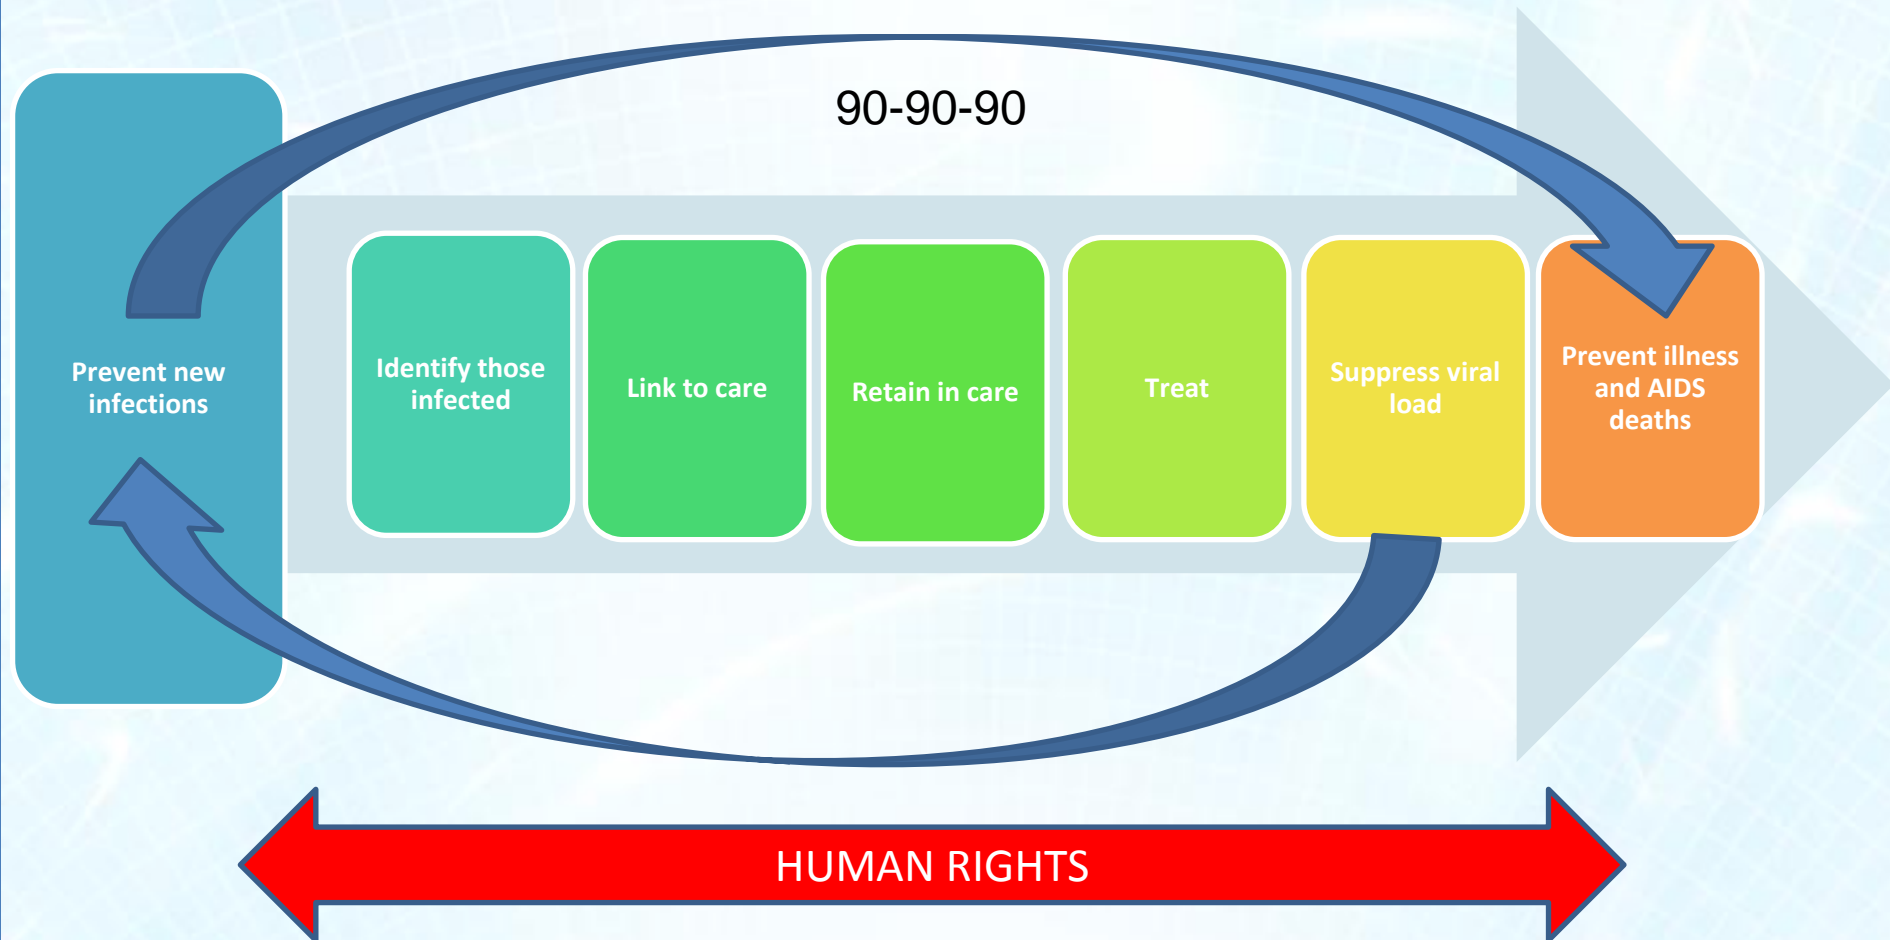 90-90-90
Prevent new
infections
Identify those
infected
Link to care
Retain in care
Treat
Suppress viral
load
Prevent illness
and AIDS
deaths
HUMAN RIGHTS